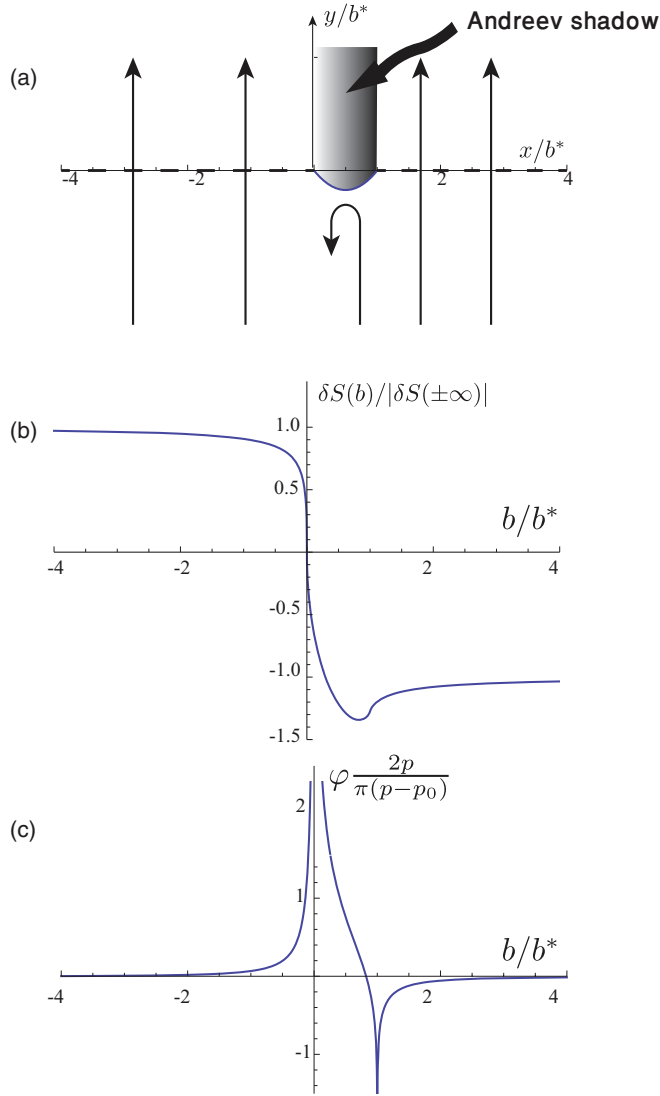 y/b*
Andreev shadow
(a)
x/b*
-4 -2 2 4
δS(b)/|δS(±∞)|
(b)
1.0
0.5
b/b*
-4 -2 2 4
-0.5
-1.0
-1.5
φ 2p/π(p−p₀)
2
(c)
1
b/b*
-4 -2 2 4
-1